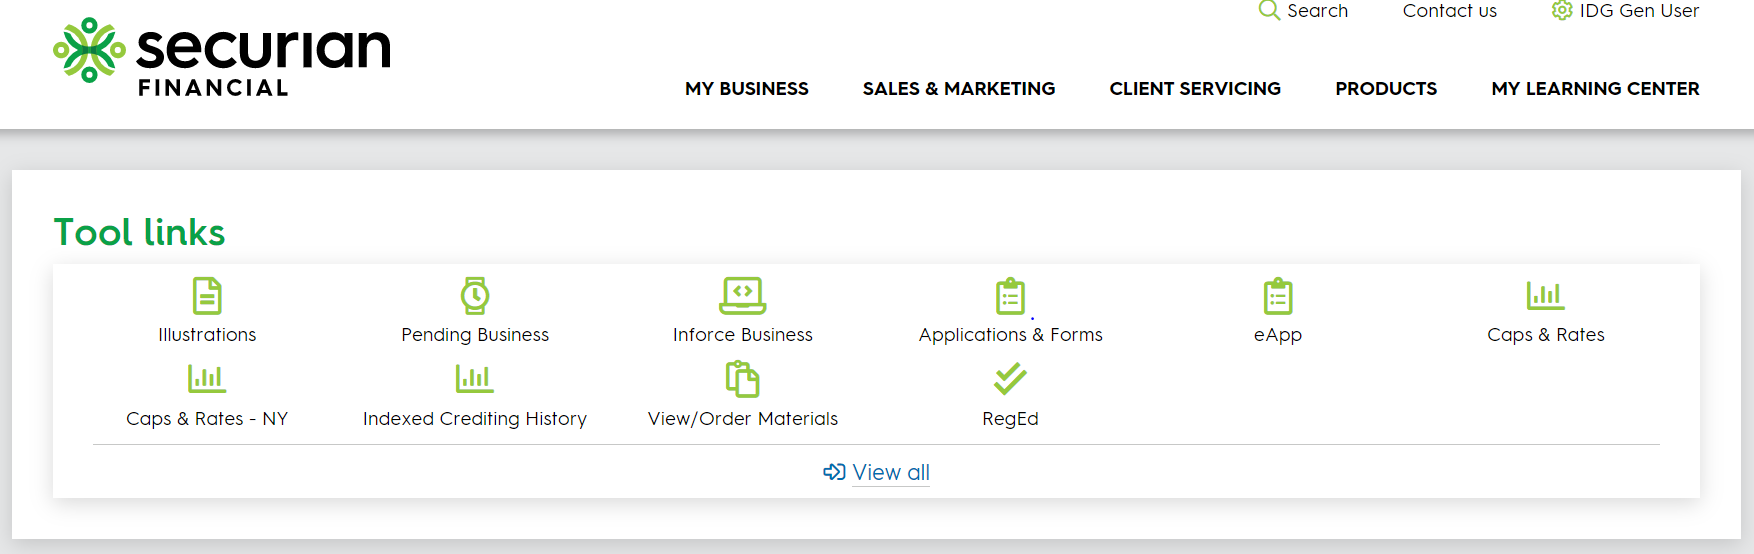 Search Contact us IDG Gen User
securian
FINANCIAL
MY BUSINESS SALES & MARKETING CLIENT SERVICING PRODUCTS MY LEARNING CENTER
Tool links
Illustrations Pending Business Inforce Business Applications & Forms eApp Caps & Rates
Caps & Rates - NY Indexed Crediting History View/Order Materials RegEd
View all